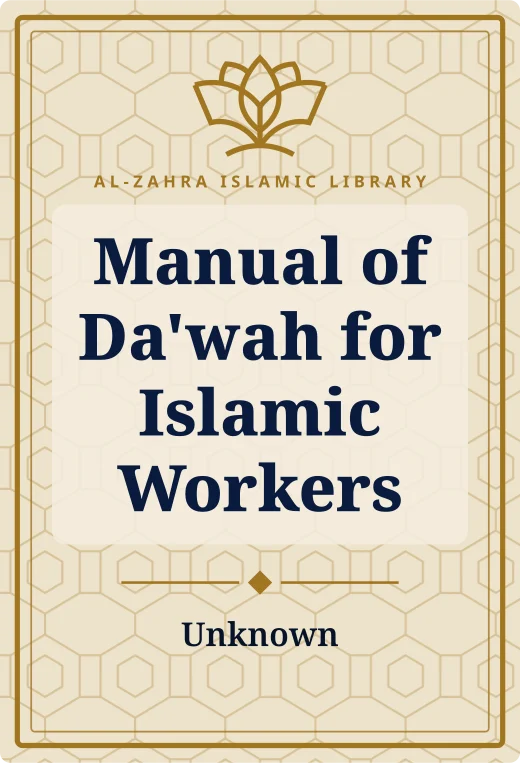 AL-ZAHRA ISLAMIC LIBRARY
Manual of
Da'wah for
Islamic
Workers
Unknown